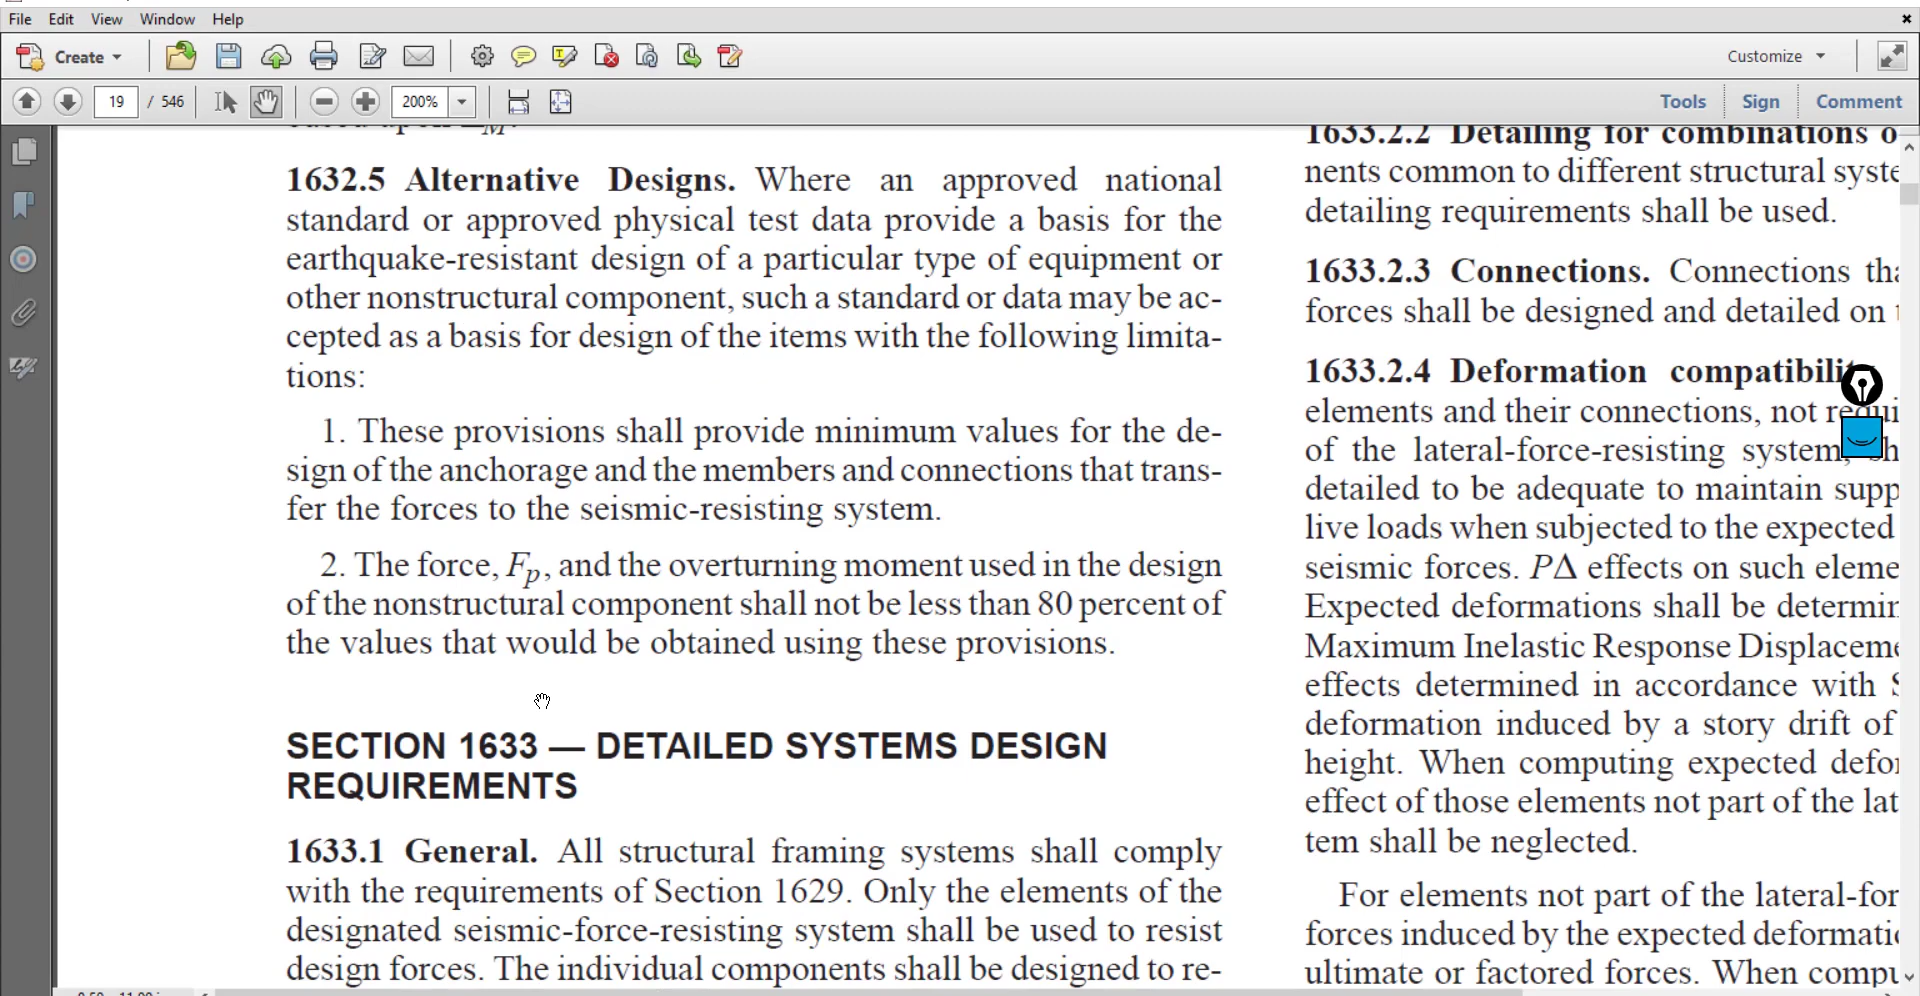 File Edit View Window Help
Create
Customize
19 / 546
200%
Tools Sign Comment
1632.5 Alternative Designs. Where an approved national
standard or approved physical test data provide a basis for the
earthquake-resistant design of a particular type of equipment or
other nonstructural component, such a standard or data may be ac-
cepted as a basis for design of the items with the following limita-
tions:
1. These provisions shall provide minimum values for the de-
sign of the anchorage and the members and connections that trans-
fer the forces to the seismic-resisting system.
2. The force, Fp, and the overturning moment used in the design
of the nonstructural component shall not be less than 80 percent of
the values that would be obtained using these provisions.
SECTION 1633 — DETAILED SYSTEMS DESIGN
REQUIREMENTS
1633.1 General. All structural framing systems shall comply
with the requirements of Section 1629. Only the elements of the
designated seismic-force-resisting system shall be used to resist
design forces. The individual components shall be designed to re-
1633.2.2 Detailing for combinations o
nents common to different structural syste
detailing requirements shall be used.
1633.2.3 Connections. Connections tha
forces shall be designed and detailed on
1633.2.4 Deformation compatibilit
elements and their connections, not requi
of the lateral-force-resisting system, sh
detailed to be adequate to maintain supp
live loads when subjected to the expected
seismic forces. PΔ effects on such eleme
Expected deformations shall be determin
Maximum Inelastic Response Displaceme
effects determined in accordance with S
deformation induced by a story drift of
height. When computing expected defor
effect of those elements not part of the lat
tem shall be neglected.
For elements not part of the lateral-for
forces induced by the expected deformatio
ultimate or factored forces. When compu